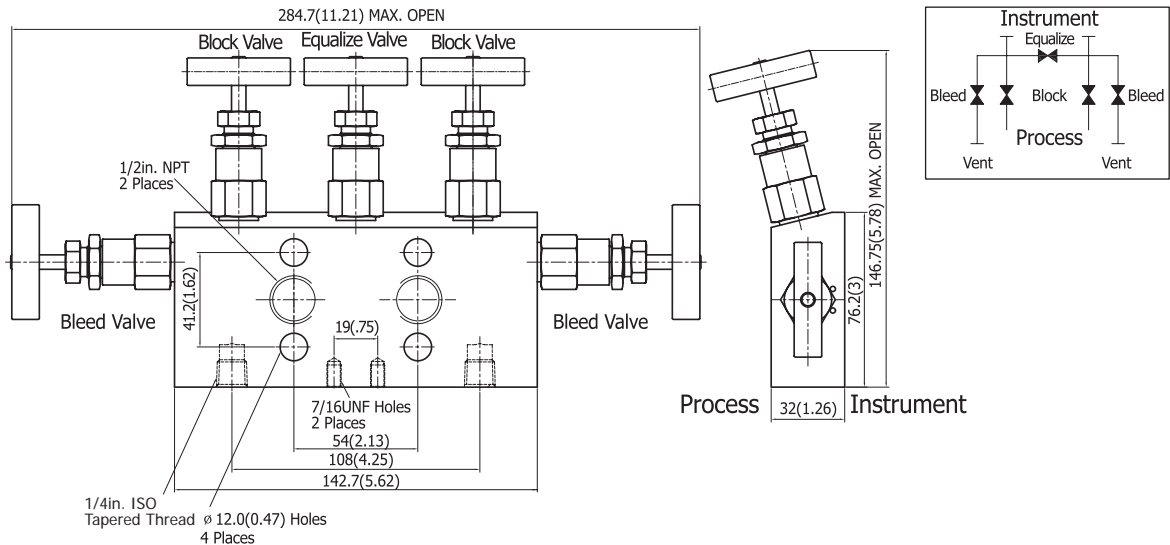 284.7(11.21) MAX. OPEN
Block Valve
Equalize Valve
Block Valve
1/2in. NPT
2 Places
41.2(1.62)
Bleed Valve
Bleed Valve
19(.75)
7/16UNF Holes
2 Places
54(2.13)
108(4.25)
142.7(5.62)
1/4in. ISO
Tapered Thread
ø 12.0(0.47) Holes
4 Places
146.75(5.78) MAX. OPEN
76.2(3)
Process
32(1.26)
Instrument
Instrument
Equalize
Bleed
Block
Bleed
Process
Vent
Vent